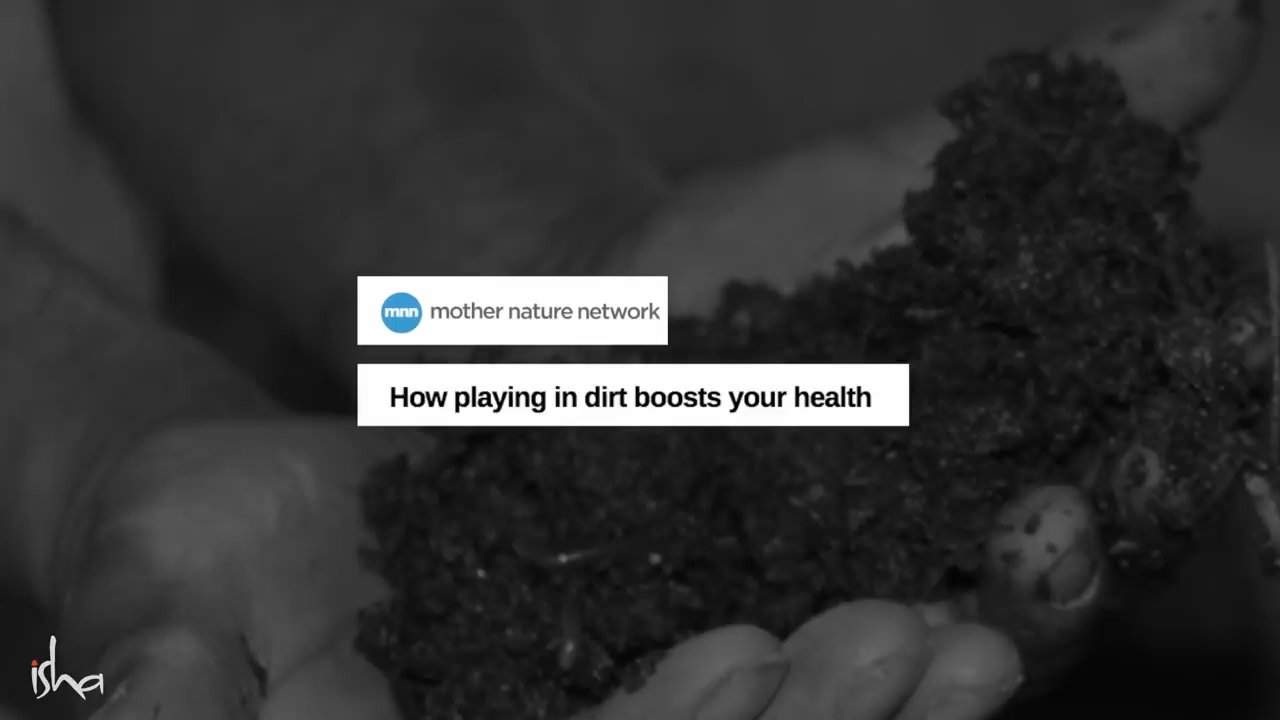 mnn mother nature network
How playing in dirt boosts your health
isha